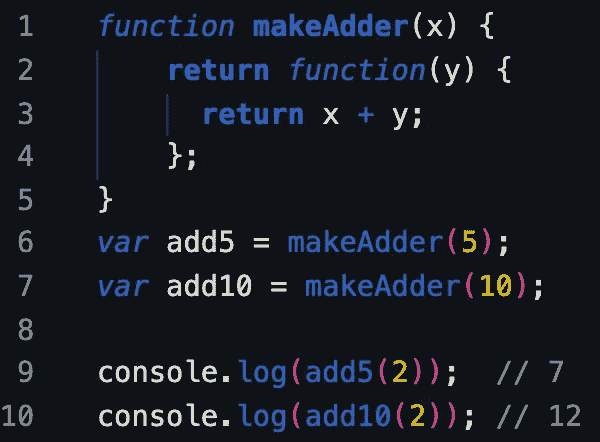 1 function makeAdder(x) {
2 return function(y) {
3 return x + y;
4 };
5 }
6 var add5 = makeAdder(5);
7 var add10 = makeAdder(10);
8
9 console.log(add5(2)); // 7
10 console.log(add10(2)); // 12